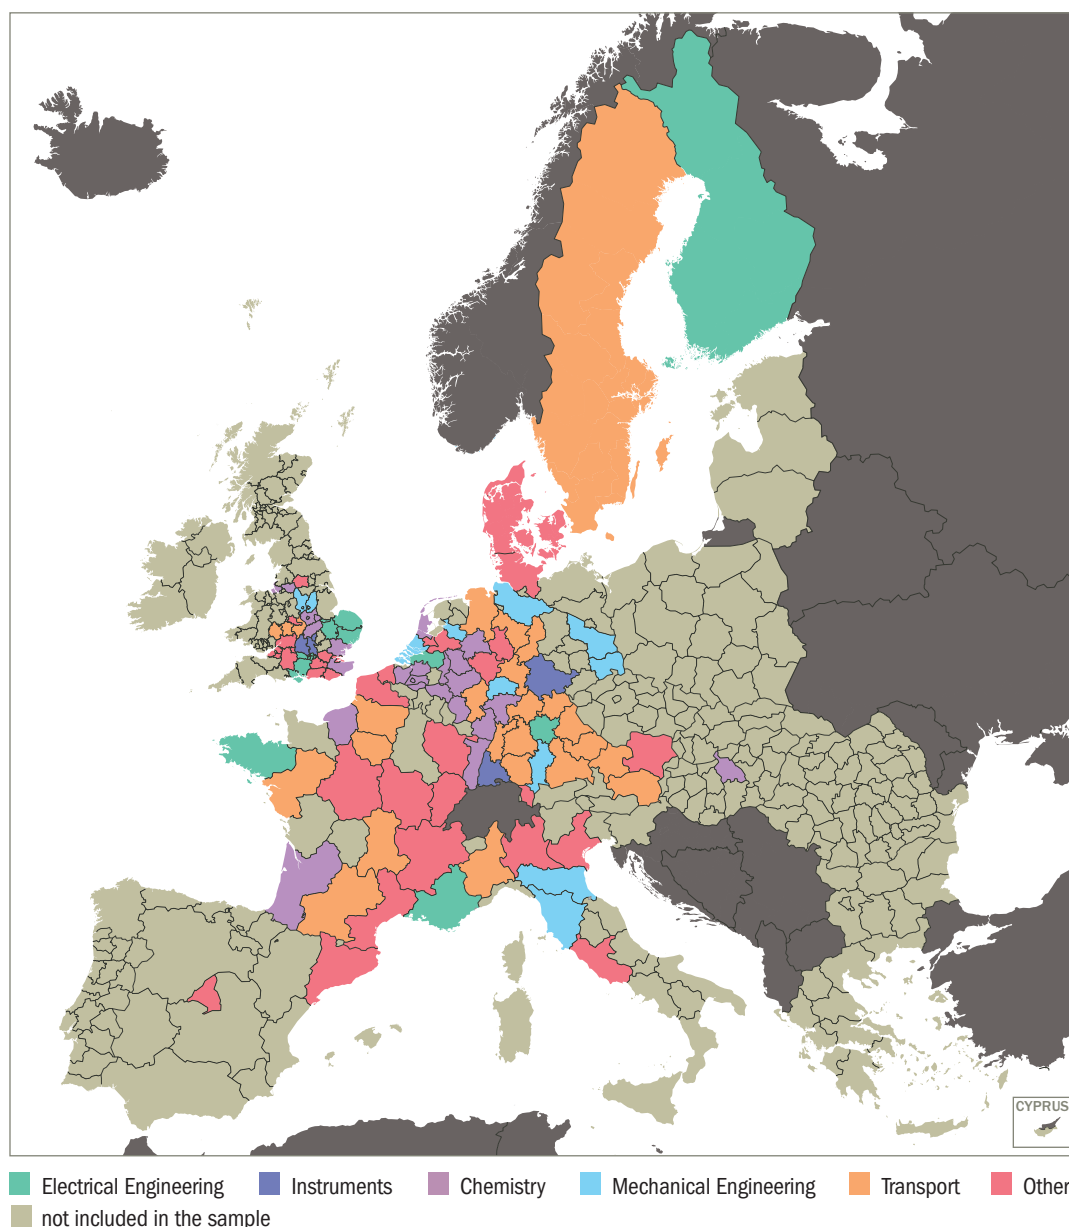 CYPRUS
Electrical Engineering Instruments Chemistry Mechanical Engineering Transport Other
not included in the sample